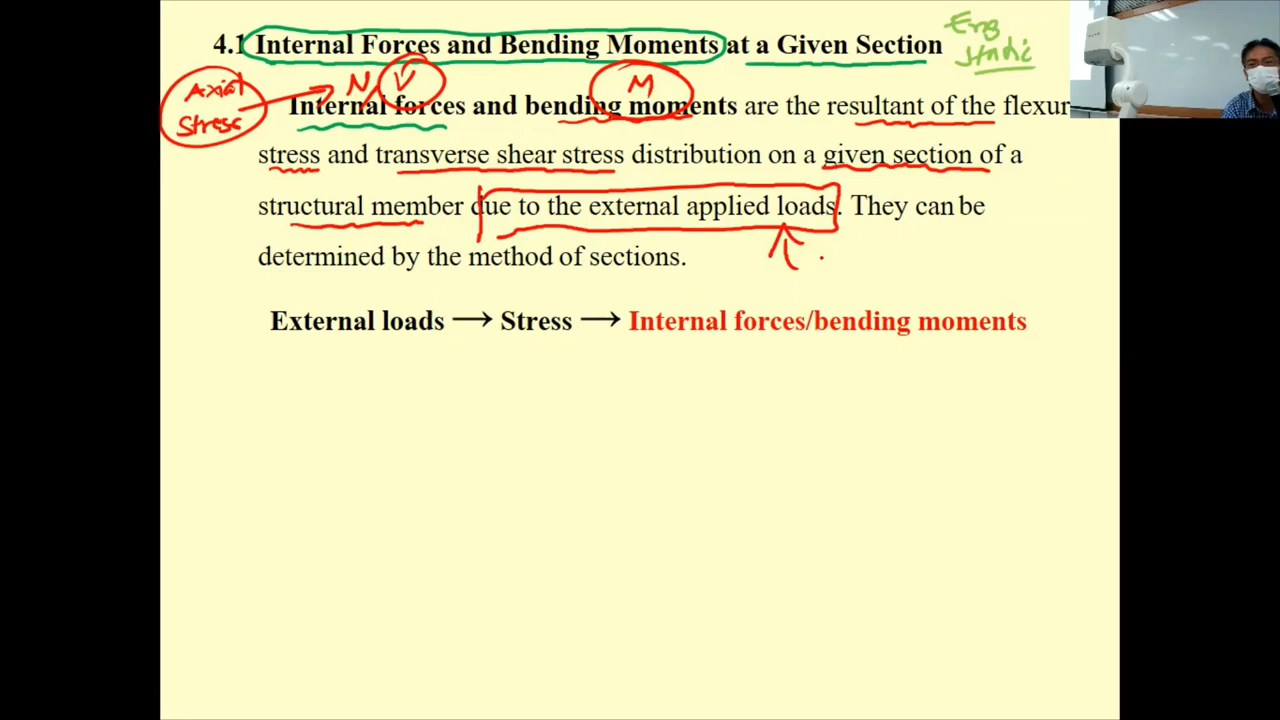 4.1 Internal Forces and Bending Moments at a Given Section
Eng
Static
Axial
Stress
N
V
M
Internal forces and bending moments are the resultant of the flexur
stress and transverse shear stress distribution on a given section of a
structural member due to the external applied loads. They can be
determined by the method of sections.
External loads → Stress → Internal forces/bending moments